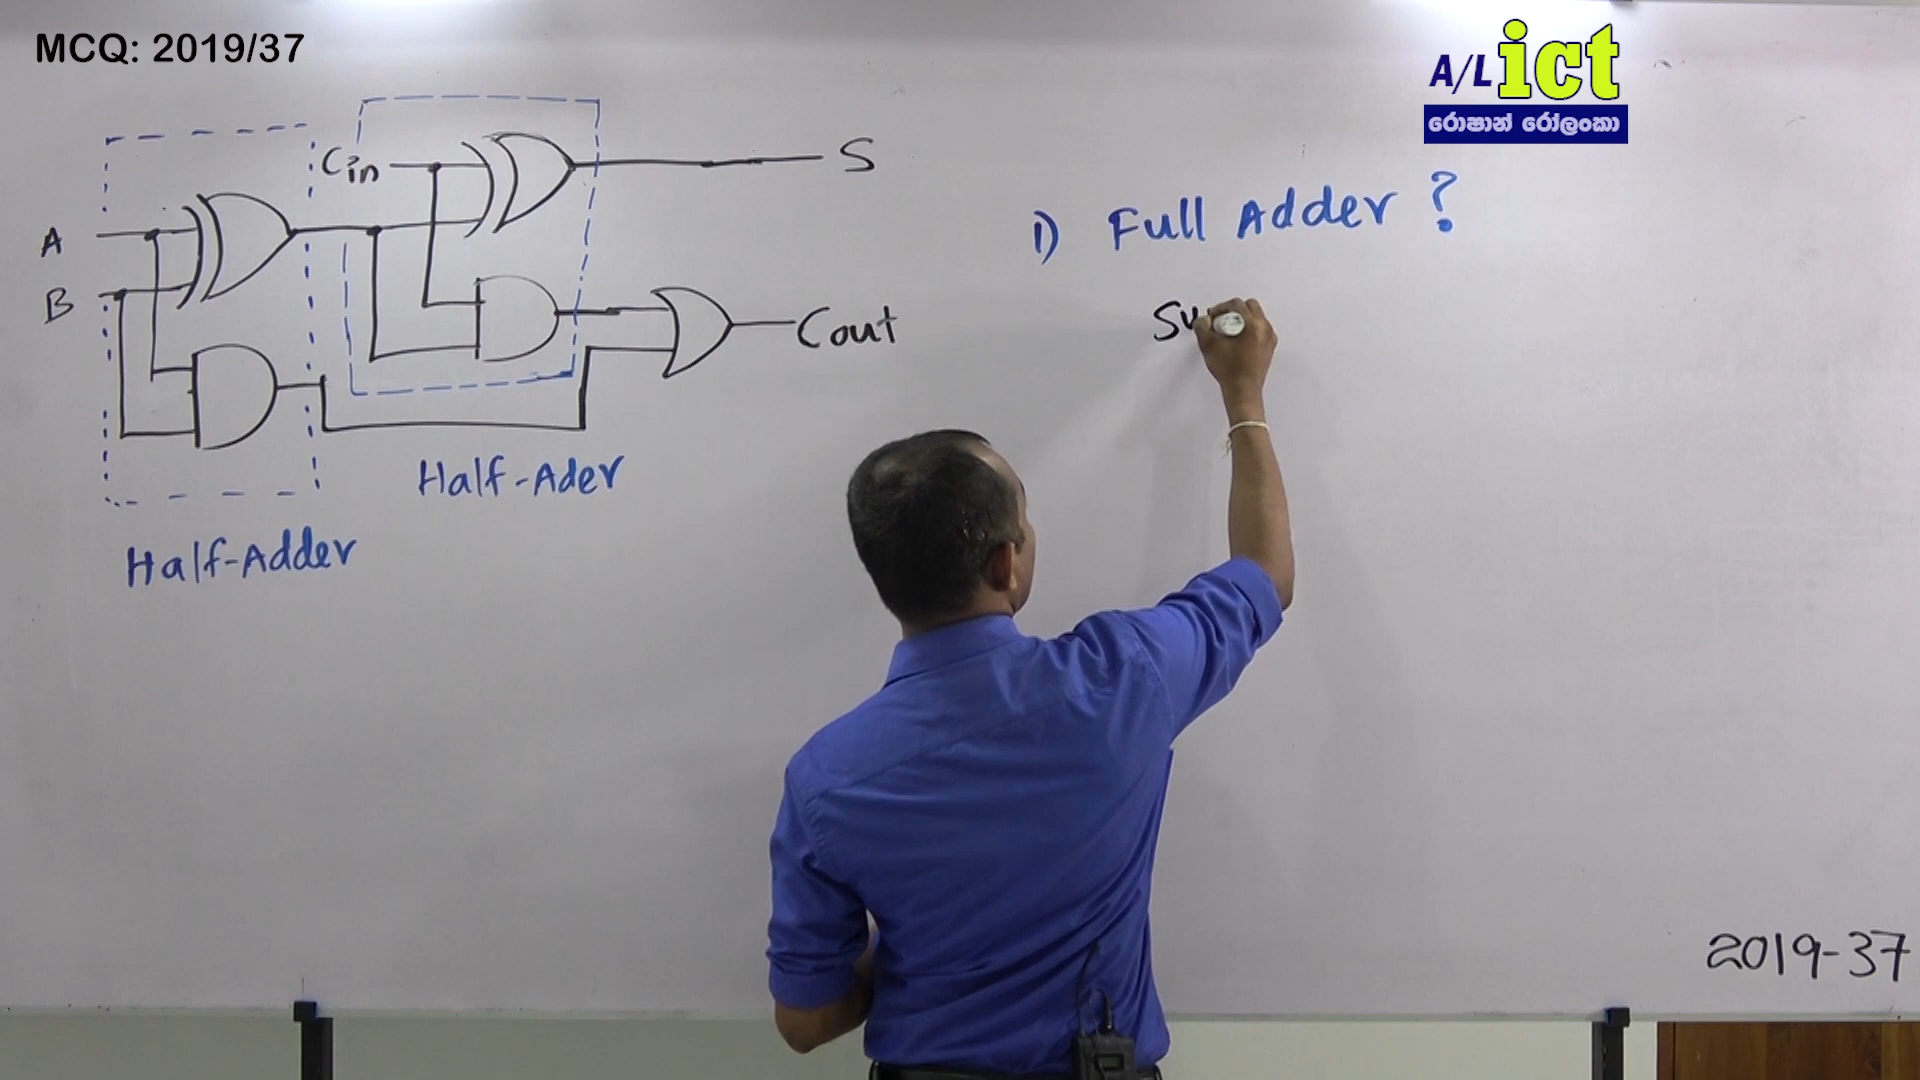 MCQ: 2019/37
A/L ict
රොෂාන් රෝලංකා
Cin
S
A
B
Cout
Half-Ader
Half-Adder
1) Full Adder ?
2019-37